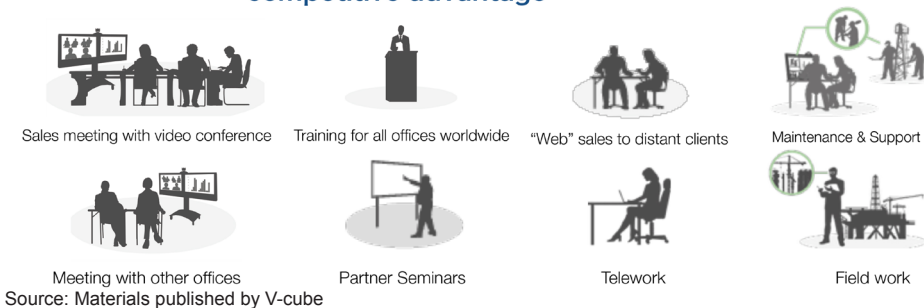 Sales meeting with video conference
Training for all offices worldwide
"Web" sales to distant clients
Maintenance & Support
Meeting with other offices
Partner Seminars
Telework
Field work
Source: Materials published by V-cube